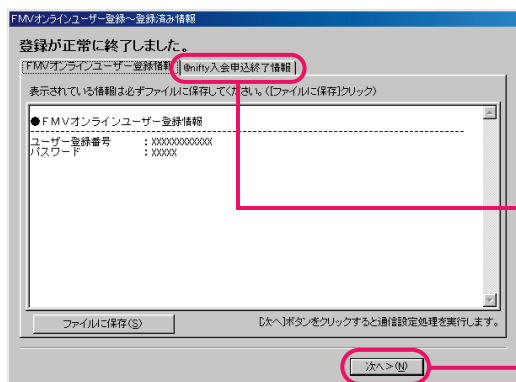 FMVオンラインユーザー登録～登録済み情報
登録が正常に終了しました。
FMVオンラインユーザー登録情報 @nifty入会申込終了情報
表示されている情報は必ずファイルに保存してください。([ファイルに保存]クリック)
●ＦＭＶオンラインユーザー登録情報
ユーザー登録番号 : XXXXXXXXXXXX
パスワード : XXXXX
ファイルに保存(S) [次へ]ボタンをクリックすると通信設定処理を実行します。
次へ>(N)